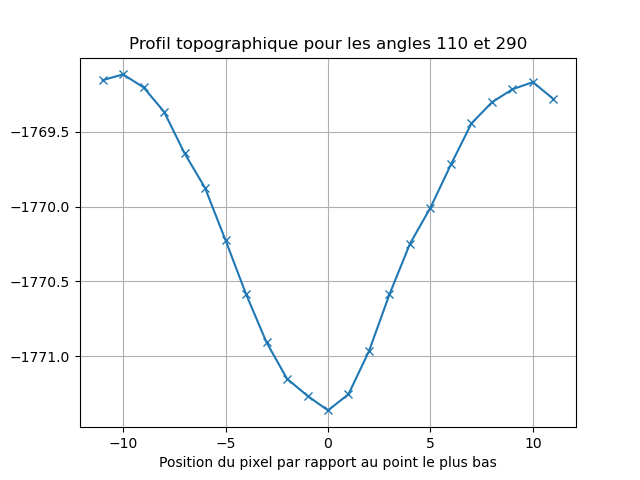 Profil topographique pour les angles 110 et 290
−1769.5
−1770.0
−1770.5
−1771.0
−10 −5 0 5 10
Position du pixel par rapport au point le plus bas